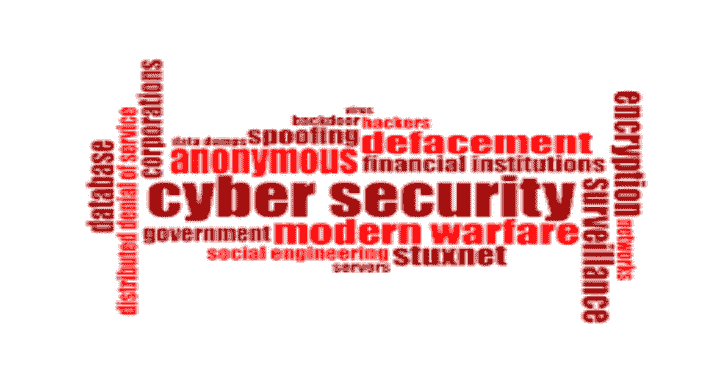 virus
backdoor
hackers
data dumps
spoofing
defacement
anonymous
financial institutions
cyber security
government
modern warfare
social engineering
stuxnet
servers
database
distributed denial of service
corporations
encryption
surveillance
networks